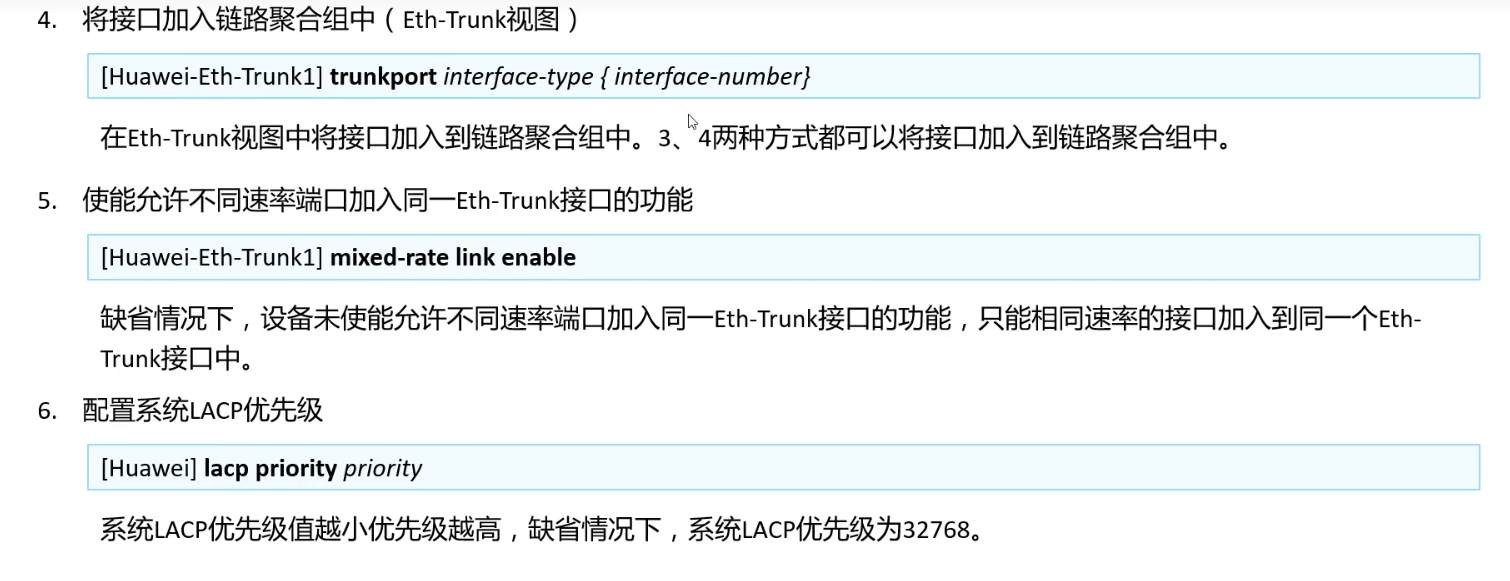 4. 将接口加入链路聚合组中（Eth-Trunk视图）
[Huawei-Eth-Trunk1] trunkport interface-type { interface-number}
在Eth-Trunk视图中将接口加入到链路聚合组中。3、4两种方式都可以将接口加入到链路聚合组中。
5. 使能允许不同速率端口加入同一Eth-Trunk接口的功能
[Huawei-Eth-Trunk1] mixed-rate link enable
缺省情况下，设备未使能允许不同速率端口加入同一Eth-Trunk接口的功能，只能相同速率的接口加入到同一个Eth-
Trunk接口中。
6. 配置系统LACP优先级
[Huawei] lacp priority priority
系统LACP优先级值越小优先级越高，缺省情况下，系统LACP优先级为32768。